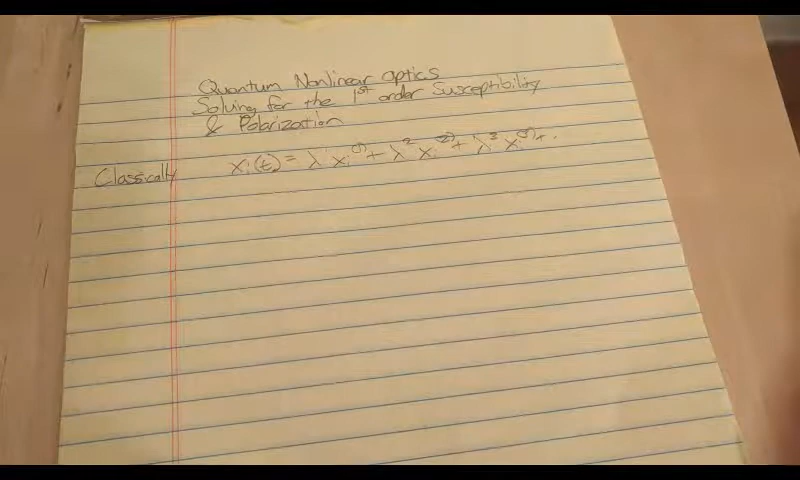 Quantum Nonlinear optics
Solving for the 1st order Susceptibility
& Polarization
Classically xᵢ(t) = λ xᵢ⁽¹⁾ + λ² xᵢ⁽²⁾ + λ³ xᵢ⁽³⁾ + ..